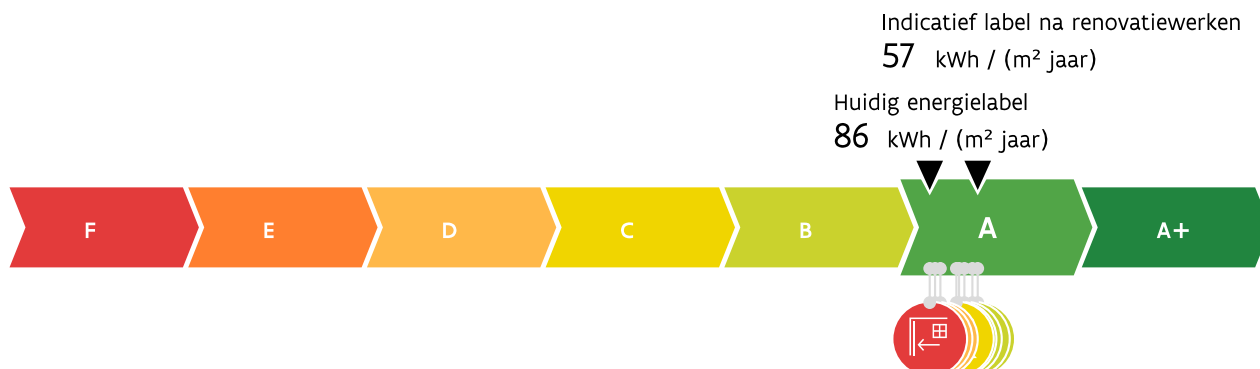 Indicatief label na renovatiewerken
57 kWh / (m² jaar)
Huidig energielabel
86 kWh / (m² jaar)
F E D C B A A+